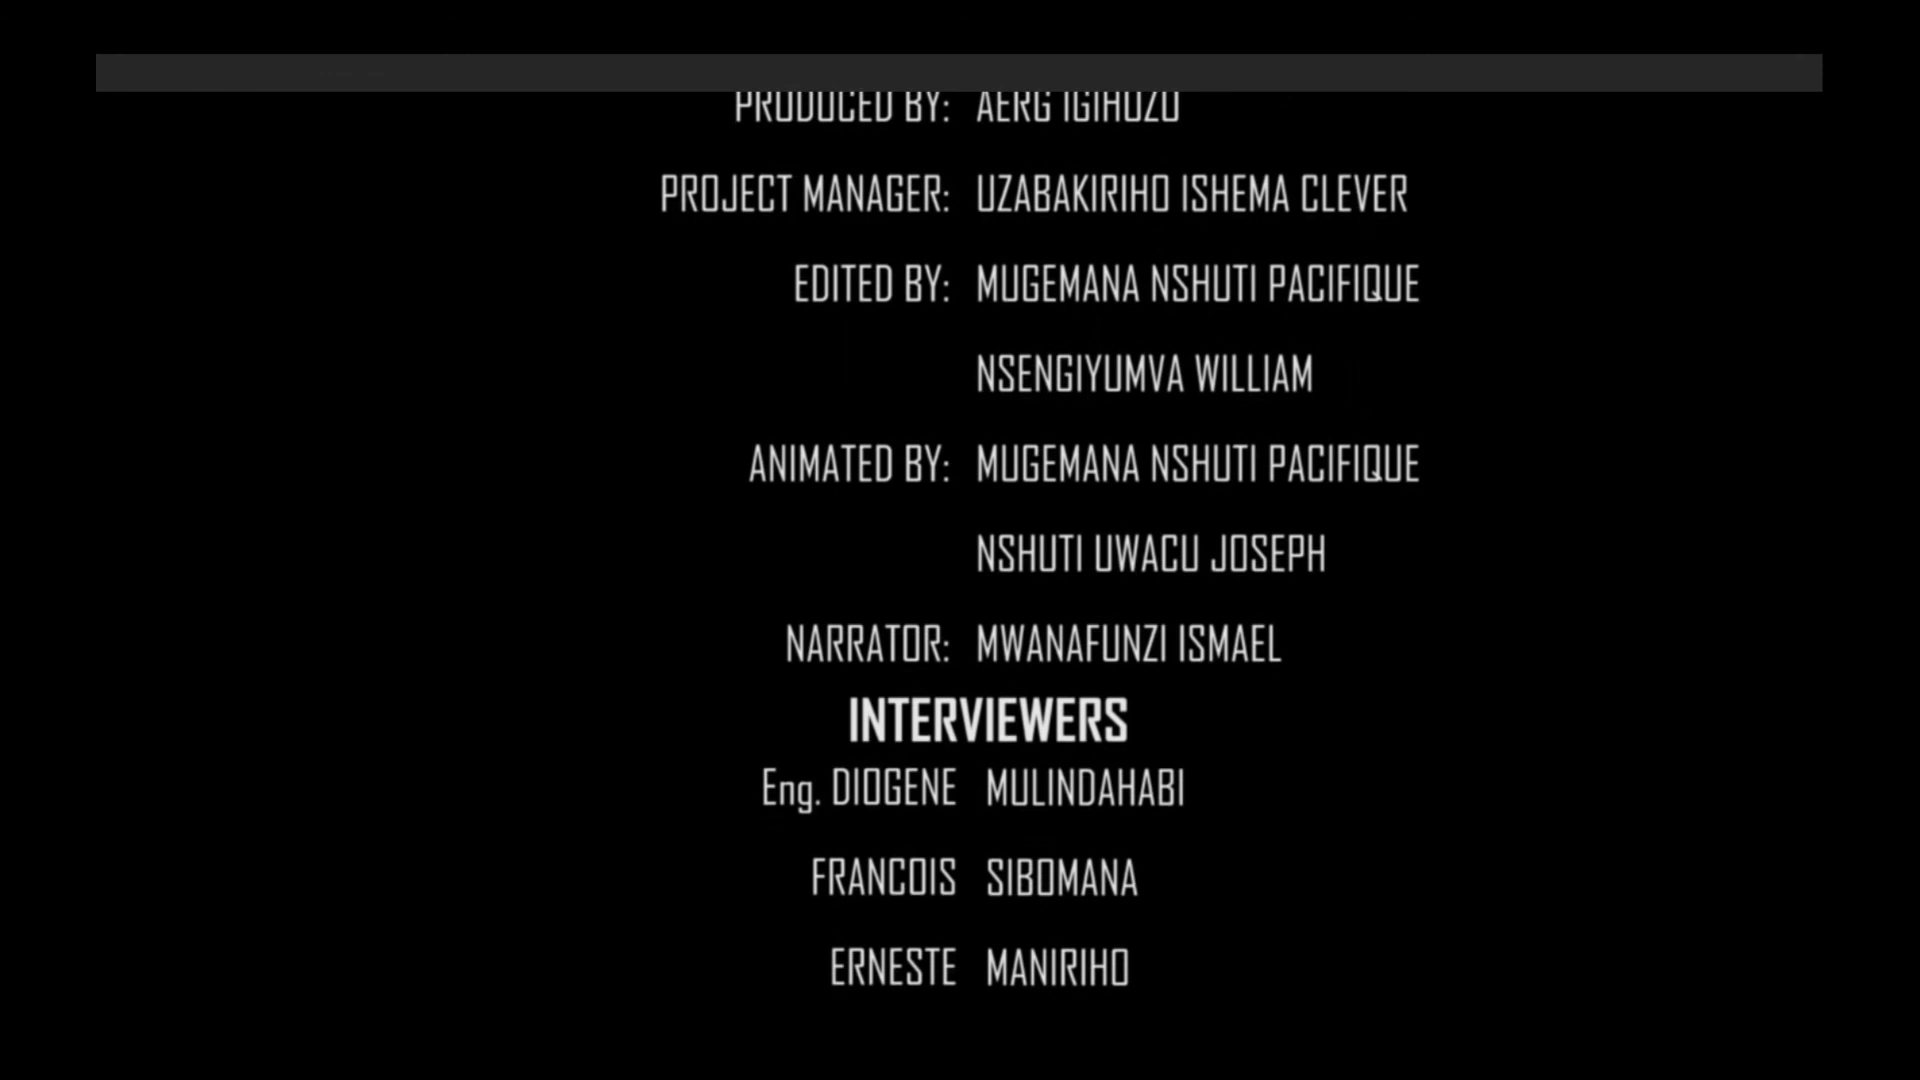 PRODUCED BY: AERG IGIHOZO
PROJECT MANAGER: UZABAKIRIHO ISHEMA CLEVER
EDITED BY: MUGEMANA NSHUTI PACIFIQUE
NSENGIYUMVA WILLIAM
ANIMATED BY: MUGEMANA NSHUTI PACIFIQUE
NSHUTI UWACU JOSEPH
NARRATOR: MWANAFUNZI ISMAEL
INTERVIEWERS
Eng. DIOGENE MULINDAHABI
FRANCOIS SIBOMANA
ERNESTE MANIRIHO